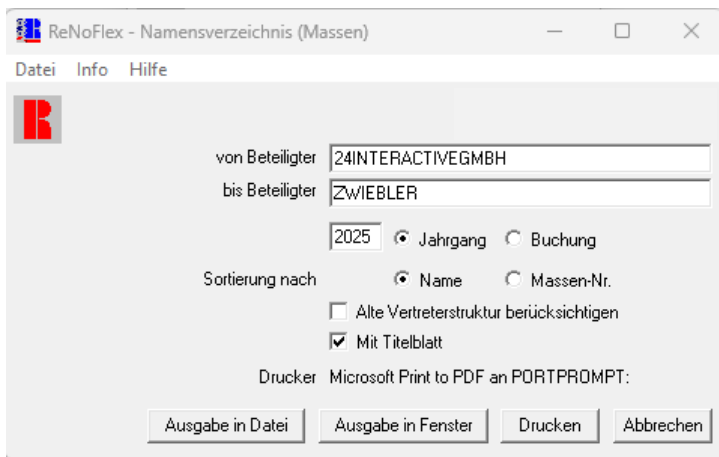 ReNoFlex - Namensverzeichnis (Massen)
Datei Info Hilfe
von Beteiligter 24INTERACTIVEGMBH
bis Beteiligter ZWIEBLER
2025 Jahrgang Buchung
Sortierung nach Name Massen-Nr.
Alte Vertreterstruktur berücksichtigen
Mit Titelblatt
Drucker Microsoft Print to PDF an PORTPROMPT:
Ausgabe in Datei Ausgabe in Fenster Drucken Abbrechen